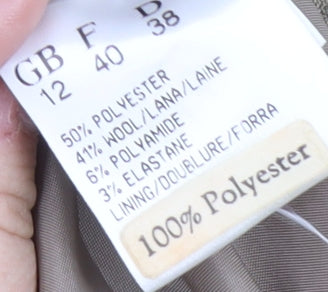 GB F D
12 40 38
50% POLYESTER
41% WOOL/LANA/LAINE
6% POLYAMIDE
3% ELASTANE
LINING/DOUBLURE/FORRA
100% Polyester